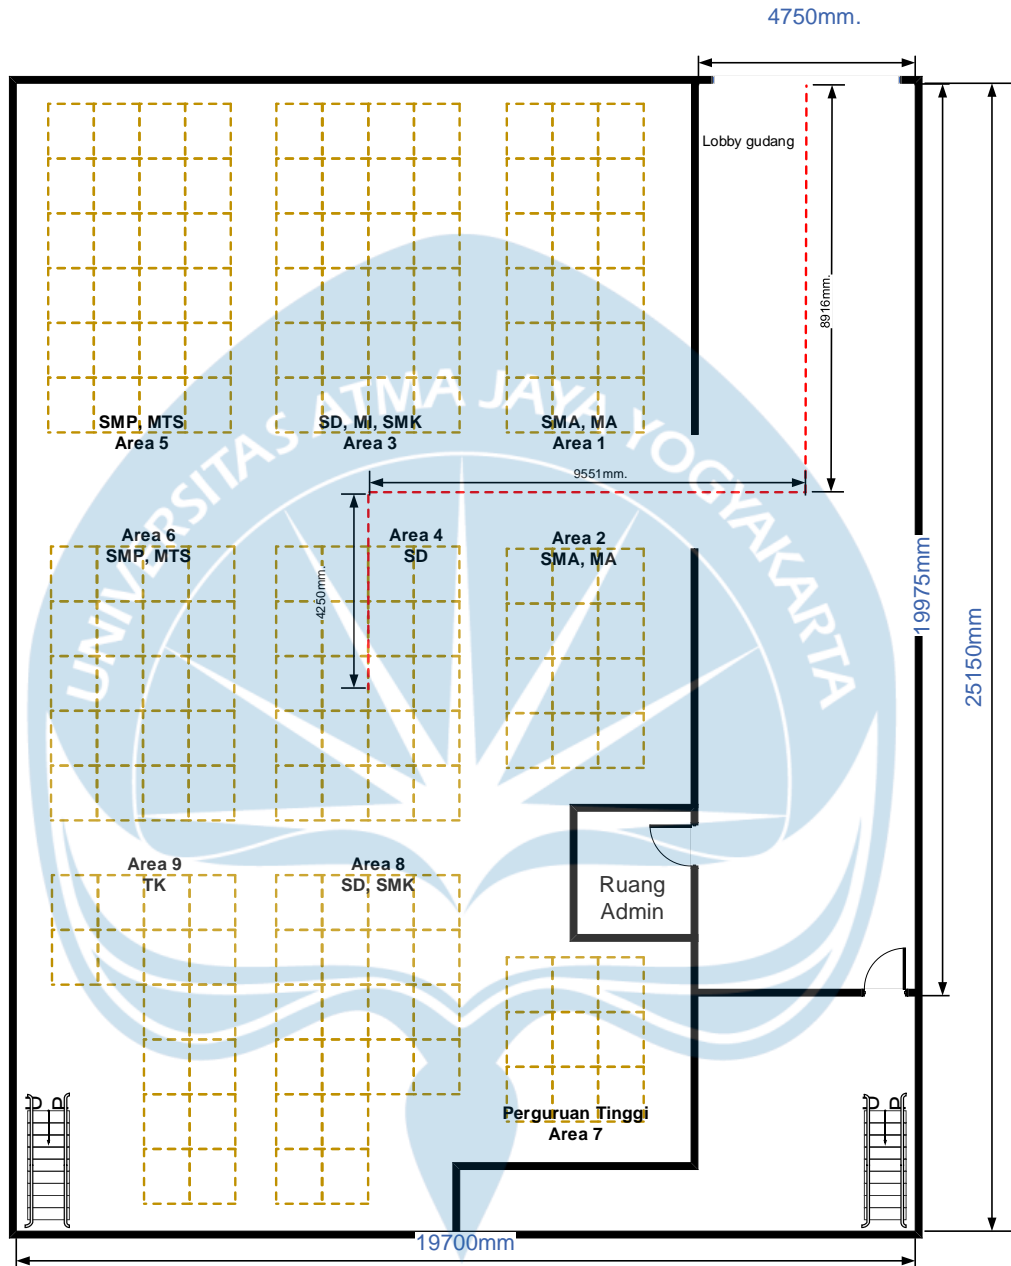 4750mm.
Lobby gudang
8916mm.
SMP, MTS
Area 5
SD, MI, SMK
Area 3
SMA, MA
Area 1
9551mm.
Area 6
SMP, MTS
Area 4
SD
Area 2
SMA, MA
4250mm.
19975mm
25150mm
Area 9
TK
Area 8
SD, SMK
Ruang
Admin
Perguruan Tinggi
Area 7
19700mm
UNIVERSITAS ATMA JAYA YOGYAKARTA